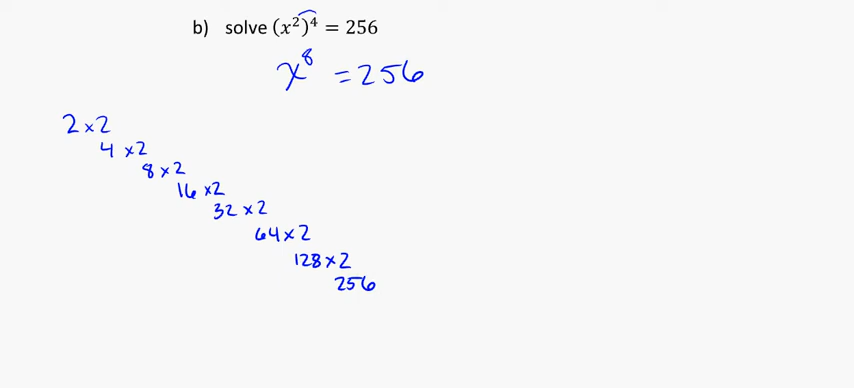 b) solve (x²)⁴ = 256
x⁸ = 256
2 × 2
4 × 2
8 × 2
16 × 2
32 × 2
64 × 2
128 × 2
256